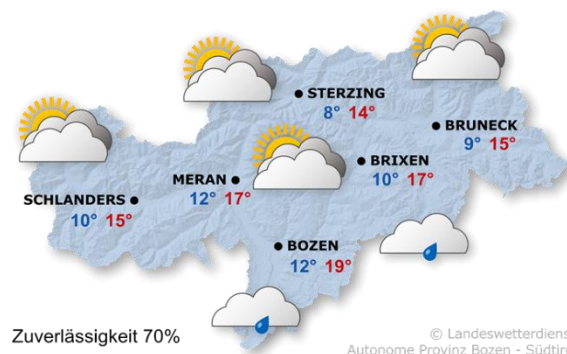 STERZING
8° 14°
BRUNECK
9° 15°
BRIXEN
10° 17°
MERAN
12° 17°
SCHLANDERS
10° 15°
BOZEN
12° 19°
Zuverlässigkeit 70%
© Landeswetterdiens
Autonome Provinz Bozen - Südtiro